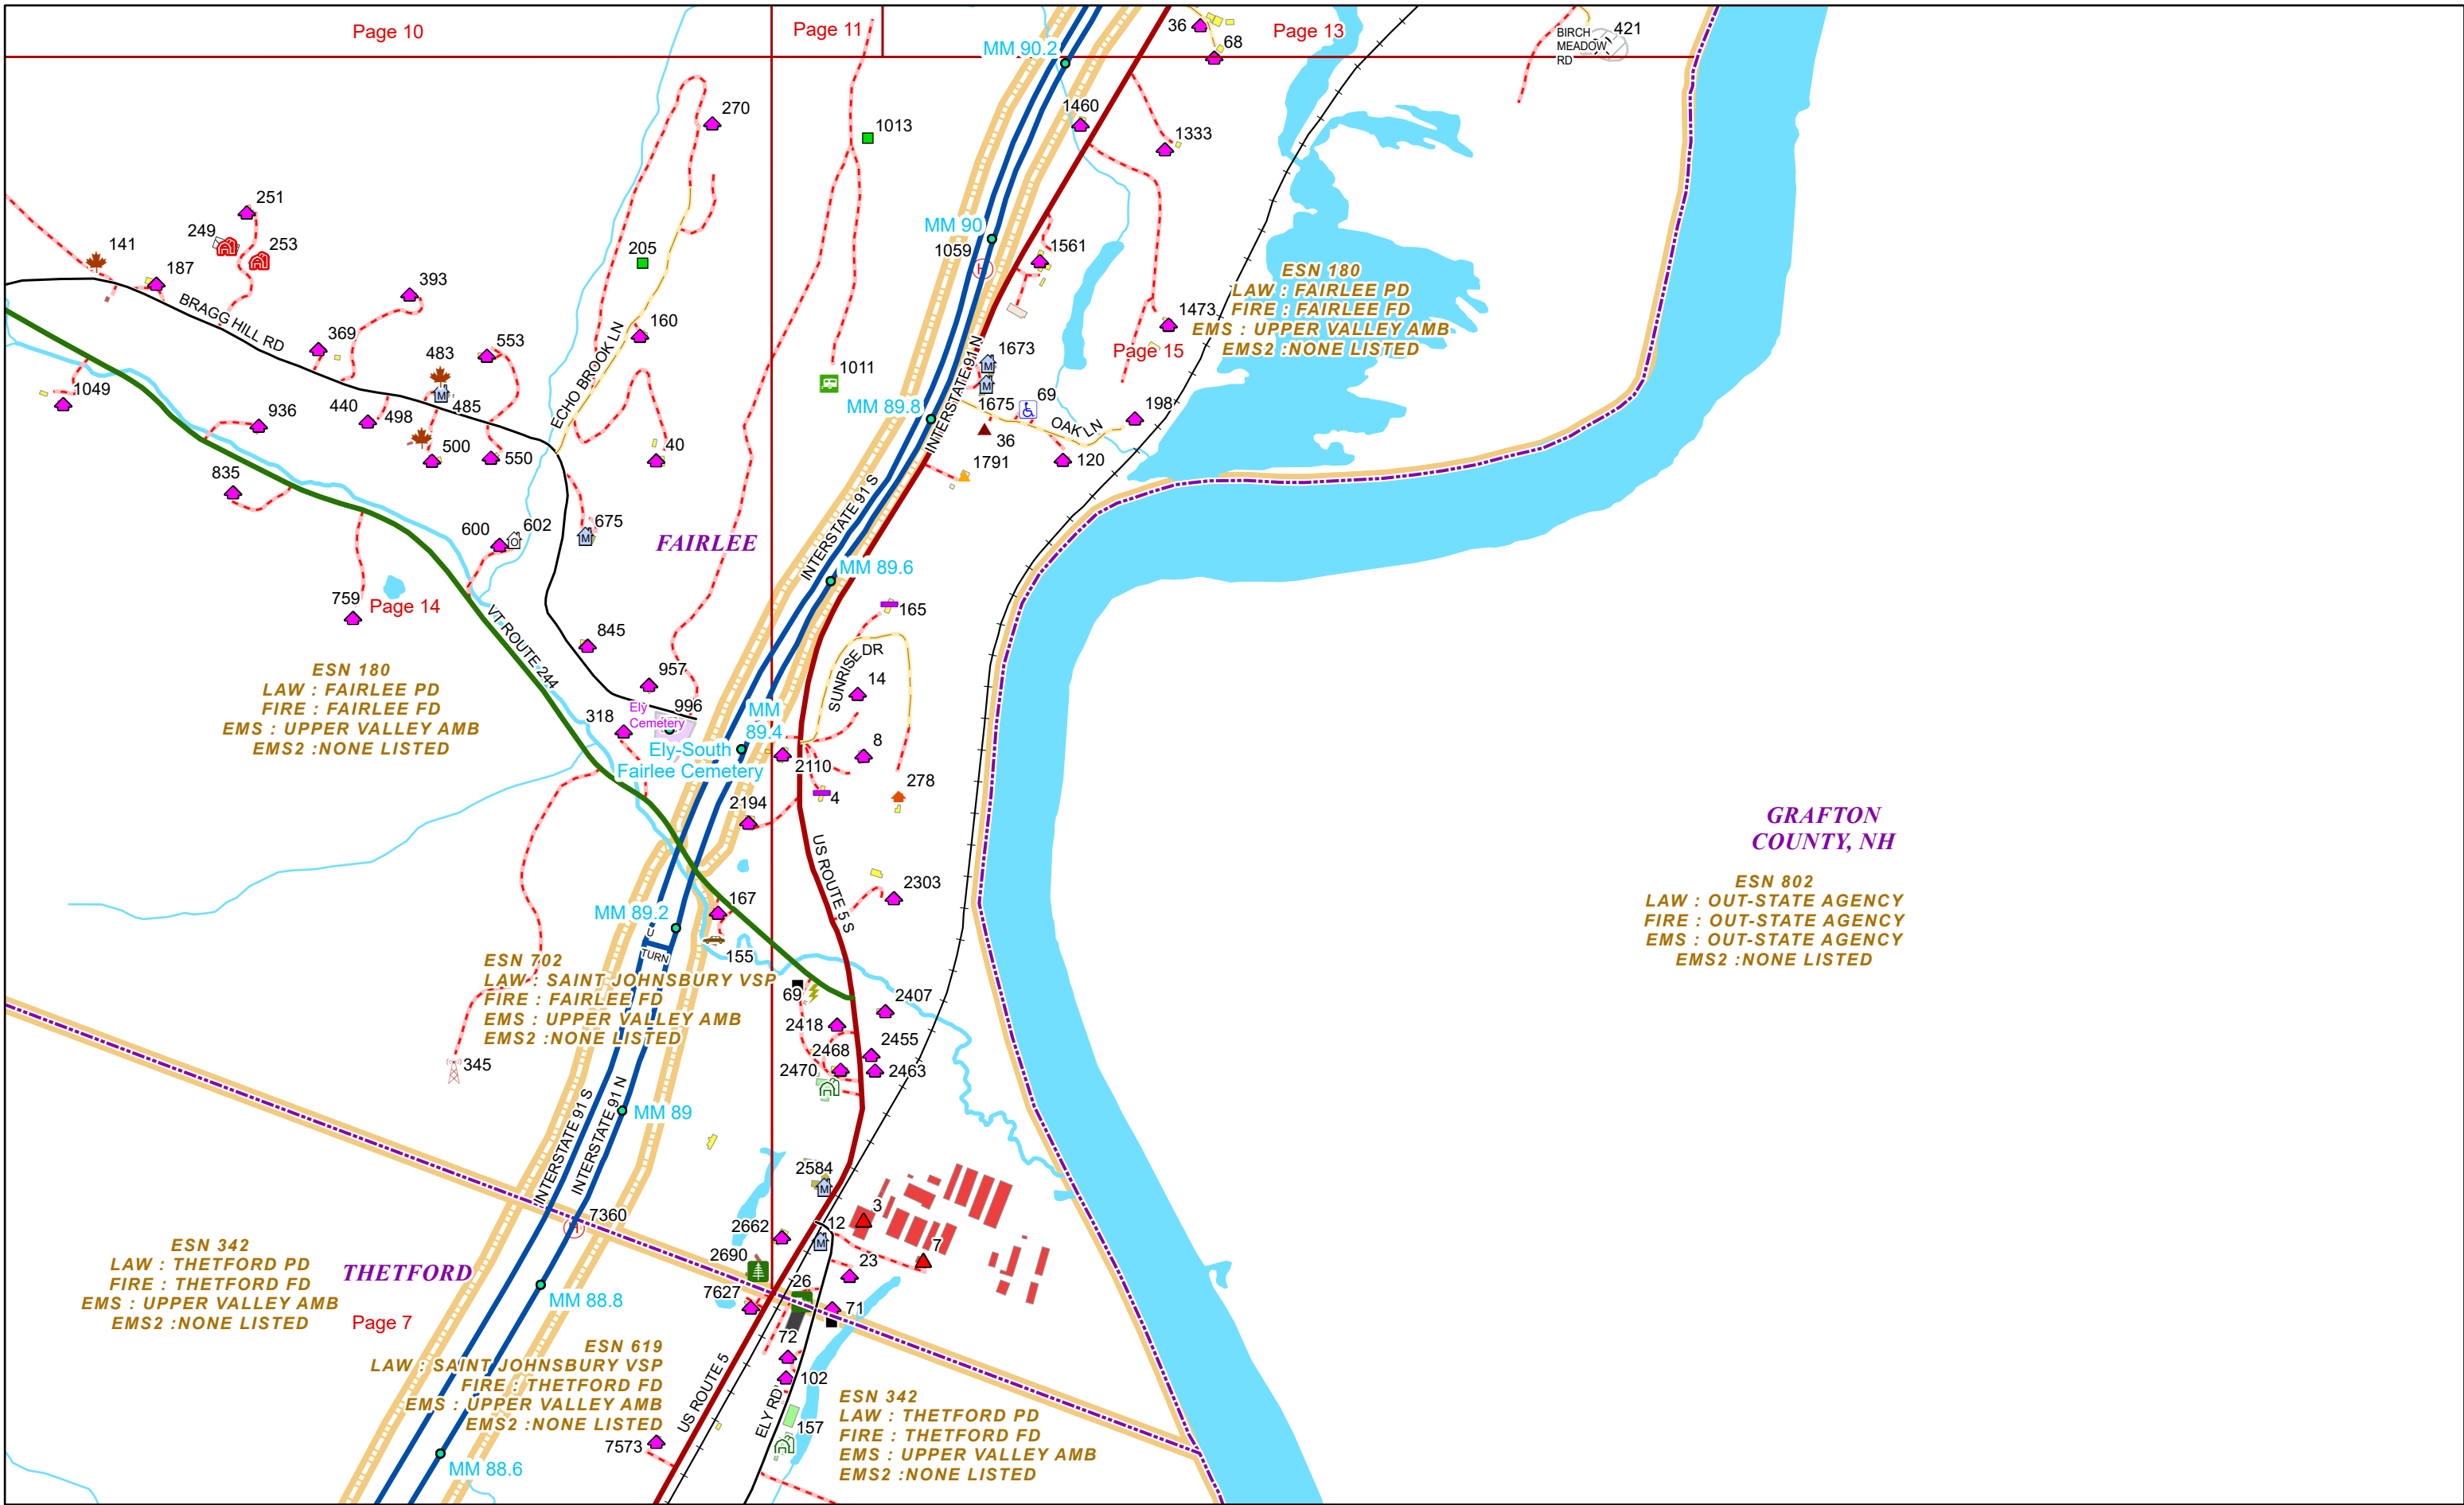 Page 10
Page 11
36
68
Page 13
BIRCH
MEADOW
RD
421
MM 90.2
270
1460
1013
1333
251
249
253
141
187
MM 90
1059
1561
205
393
BRAGG HILL RD
369
160
ECHO BROOK LN
553
483
485
1049
936
440
498
500
550
40
1011
ESN 180
LAW : FAIRLEE PD
FIRE : FAIRLEE FD
EMS : UPPER VALLEY AMB
EMS2 :NONE LISTED
1473
Page 15
1673
INTERSTATE 91 N
1675
69
198
MM 89.8
36
OAK LN
120
1791
835
INTERSTATE 91 S
600
602
675
FAIRLEE
MM 89.6
165
759
Page 14
VT ROUTE 244
845
SUNRISE DR
14
957
ESN 180
LAW : FAIRLEE PD
FIRE : FAIRLEE FD
EMS : UPPER VALLEY AMB
EMS2 :NONE LISTED
318
Ely
Cemetery
996
MM
89.4
Ely-South
Fairlee Cemetery
8
2110
278
4
2194
US ROUTE 5 S
GRAFTON
COUNTY, NH
2303
ESN 802
LAW : OUT-STATE AGENCY
FIRE : OUT-STATE AGENCY
EMS : OUT-STATE AGENCY
EMS2 :NONE LISTED
167
MM 89.2
U
TURN
155
ESN 702
LAW : SAINT JOHNSBURY VSP
FIRE : FAIRLEE FD
EMS : UPPER VALLEY AMB
EMS2 :NONE LISTED
69
2407
2418
2455
2468
2470
2463
345
MM 89
INTERSTATE 91 S
INTERSTATE 91 N
2584
7360
2662
12
3
7
2690
23
26
7627
71
72
ESN 342
LAW : THETFORD PD
FIRE : THETFORD FD
EMS : UPPER VALLEY AMB
EMS2 :NONE LISTED
THETFORD
MM 88.8
Page 7
ESN 619
LAW : SAINT JOHNSBURY VSP
FIRE : THETFORD FD
EMS : UPPER VALLEY AMB
EMS2 :NONE LISTED
US ROUTE 5
102
ELY RD
157
7573
MM 88.6
ESN 342
LAW : THETFORD PD
FIRE : THETFORD FD
EMS : UPPER VALLEY AMB
EMS2 :NONE LISTED